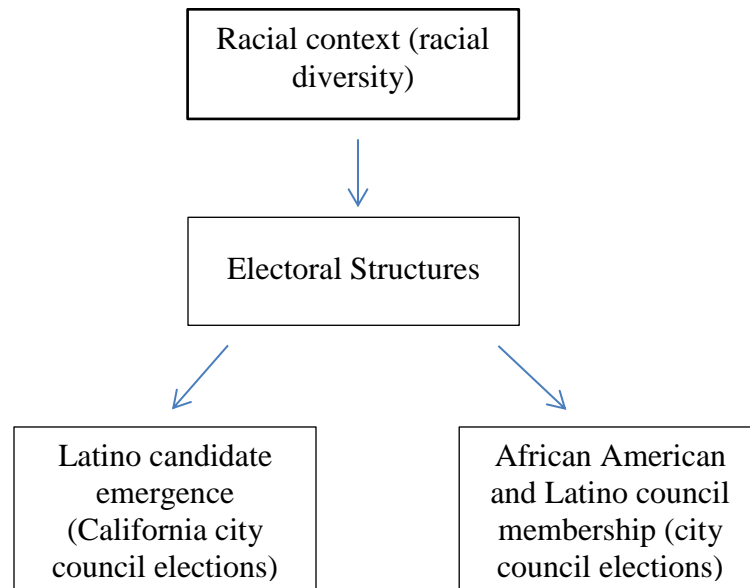 Racial context (racial
diversity)
Electoral Structures
Latino candidate
emergence
(California city
council elections)
African American
and Latino council
membership (city
council elections)